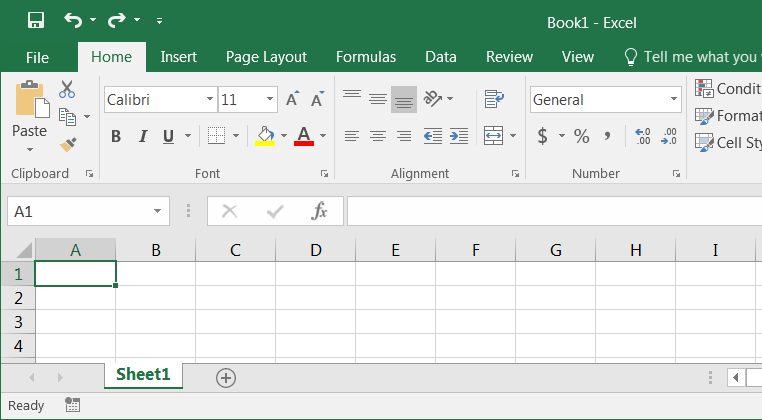 Book1 - Excel
File Home Insert Page Layout Formulas Data Review View Tell me what you
Calibri 11 General Condit
Paste B I U A $ % , Format
Cell Sty
Clipboard Font Alignment Number
A1 fx
A B C D E F G H I
1
2
3
4
Sheet1
Ready